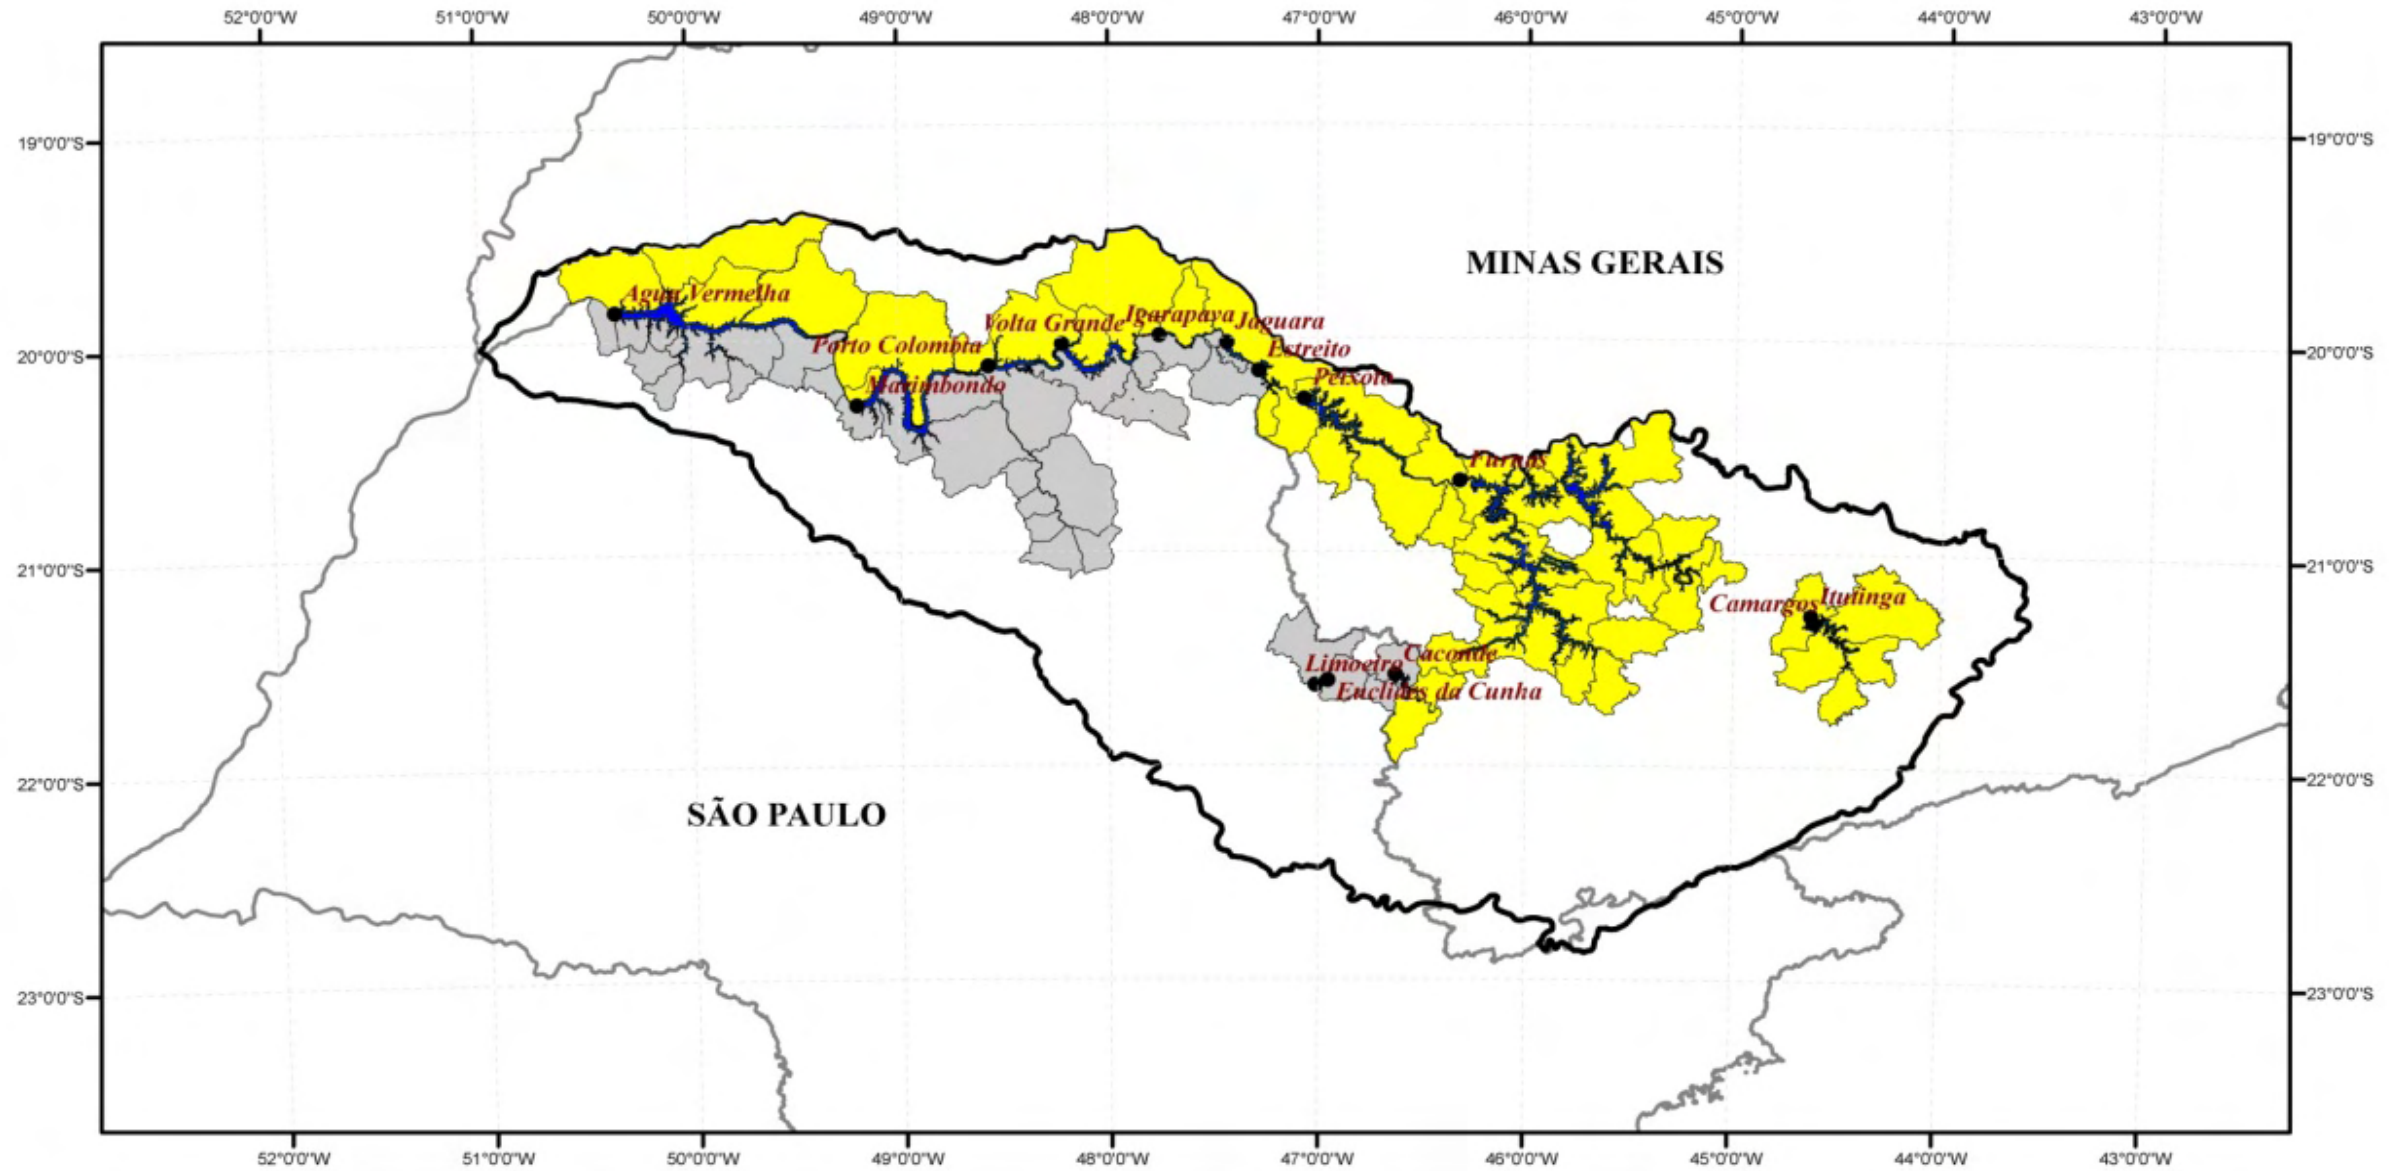 52°0'0"W 51°0'0"W 50°0'0"W 49°0'0"W 48°0'0"W 47°0'0"W 46°0'0"W 45°0'0"W 44°0'0"W 43°0'0"W
19°0'0"S 19°0'0"S
MINAS GERAIS
Agua Vermelha
Volta Grande Igarapava Jaguara
Porto Colombia Estreito
20°0'0"S 20°0'0"S
Marimbondo Peixoto
Furnas
21°0'0"S 21°0'0"S
Camargos Itutinga
Limoeiro Caconde
Euclides da Cunha
22°0'0"S 22°0'0"S
SÃO PAULO
23°0'0"S 23°0'0"S
52°0'0"W 51°0'0"W 50°0'0"W 49°0'0"W 48°0'0"W 47°0'0"W 46°0'0"W 45°0'0"W 44°0'0"W 43°0'0"W